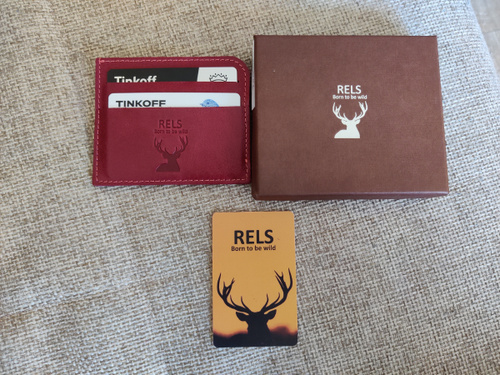 Tinkoff
TINKOFF
RELS
Born to be wild
RELS
Born to be wild
RELS
Born to be wild